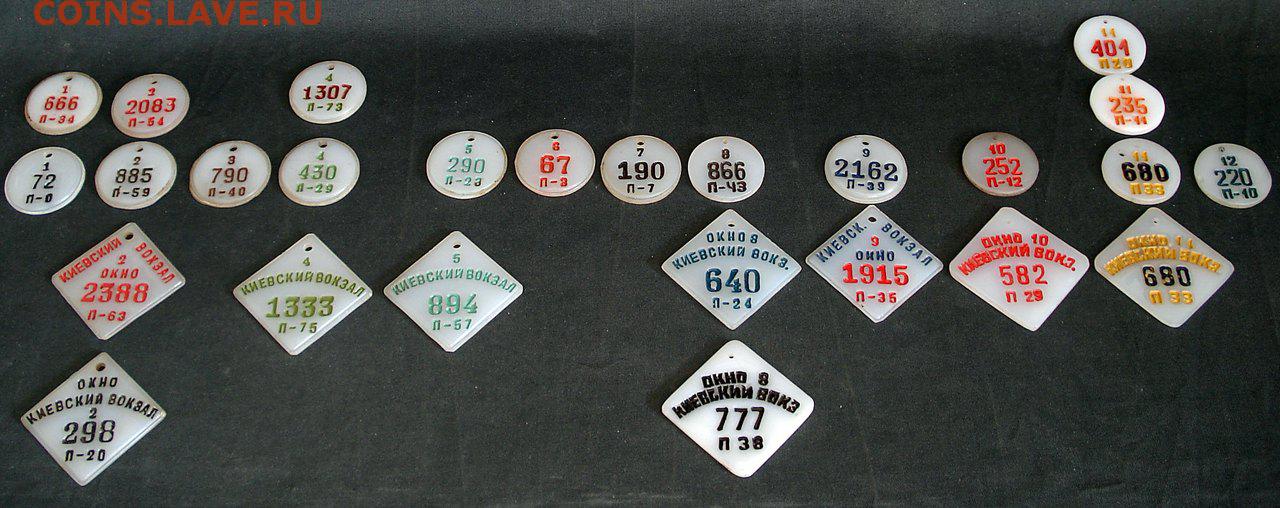 COINS.LAVE.RU
11
401
П20
1
666
П-34
3
2083
П-54
4
1307
П-73
11
235
П-11
1
72
П-0
2
885
П-59
3
790
П-40
4
430
П-29
5
290
П-23
6
67
П-3
7
190
П-7
8
866
П-43
9
2162
П-39
10
252
П-12
11
680
П33
12
220
П-10
КИЕВСКИЙ ВОКЗАЛ
2
ОКНО
2388
П-63
4
КИЕВСКИЙ ВОКЗАЛ
1333
П-75
5
КИЕВСКИЙ ВОКЗАЛ
894
П-57
ОКНО 8
КИЕВСКИЙ ВОКЗ.
640
П-24
КИЕВСК. ВОКЗАЛ
9
ОКНО
1915
П-35
ОКНО 10
КИЕВСКИЙ ВОКЗ.
582
П 29
ОКНО 11
КИЕВСКИЙ ВОКЗ.
680
П 33
ОКНО
КИЕВСКИЙ ВОКЗАЛ
2
298
П-20
ОКНО 8
КИЕВСКИЙ ВОКЗ
777
П 38